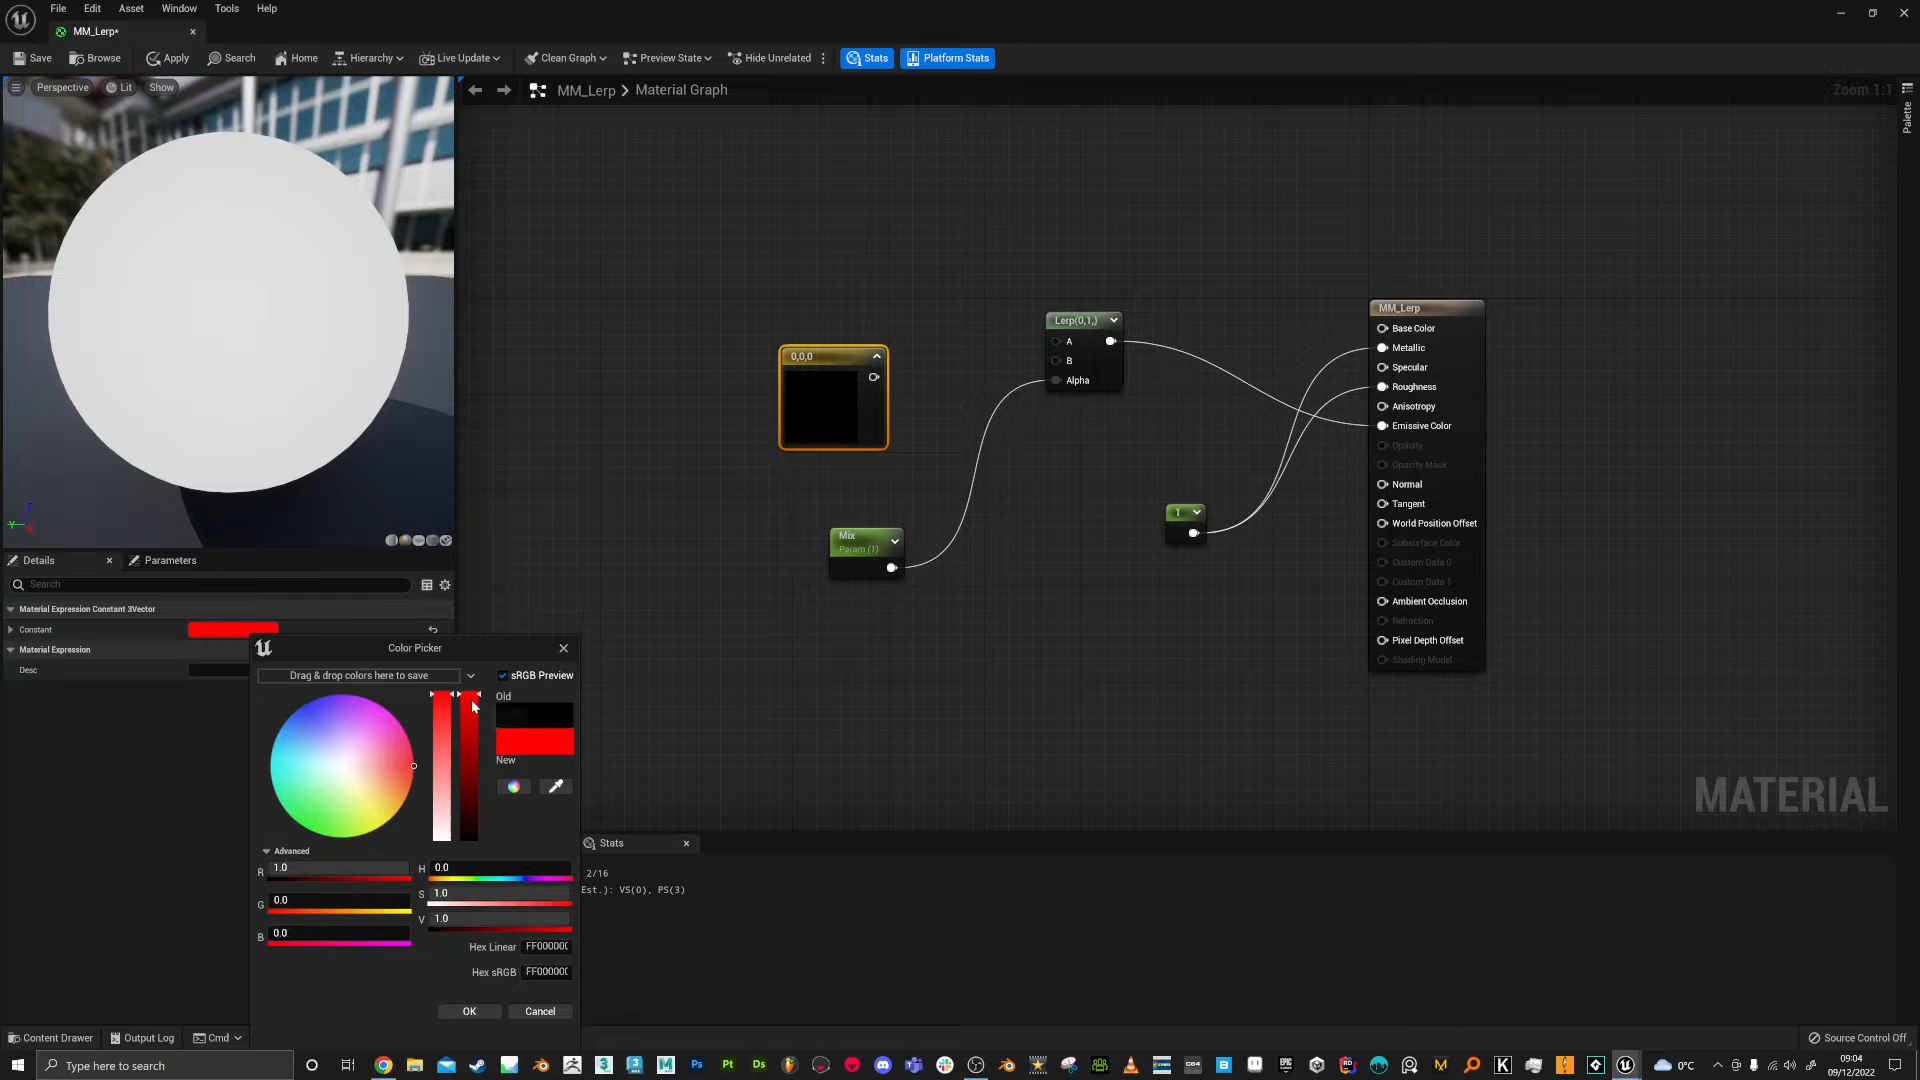 File Edit Asset Window Tools Help
MM_Lerp*
Save Browse Apply Search Home Hierarchy Live Update Clean Graph Preview State Hide Unrelated Stats Platform Stats
Perspective Lit Show
MM_Lerp > Material Graph
Zoom 1:1
Palette
MM_Lerp
Base Color
Metallic
Specular
Roughness
Anisotropy
Emissive Color
Opacity
Opacity Mask
Normal
Tangent
World Position Offset
Subsurface Color
Custom Data 0
Custom Data 1
Ambient Occlusion
Refraction
Pixel Depth Offset
Shading Model
Lerp(0,1,)
A
B
Alpha
0,0,0
Mix
Param (1)
1
MATERIAL
Details Parameters
Search
Material Expression Constant 3Vector
Constant
Material Expression
Desc
Color Picker
Drag & drop colors here to save
sRGB Preview
Old
New
Advanced
R 1.0
G 0.0
B 0.0
H 0.0
S 1.0
V 1.0
Hex Linear FF00000(
Hex sRGB FF00000(
OK Cancel
Stats
2/16
Est.): VS(0), PS(3)
Content Drawer Output Log Cmd
Source Control Off
Type here to search
0°C
09:04
09/12/2022